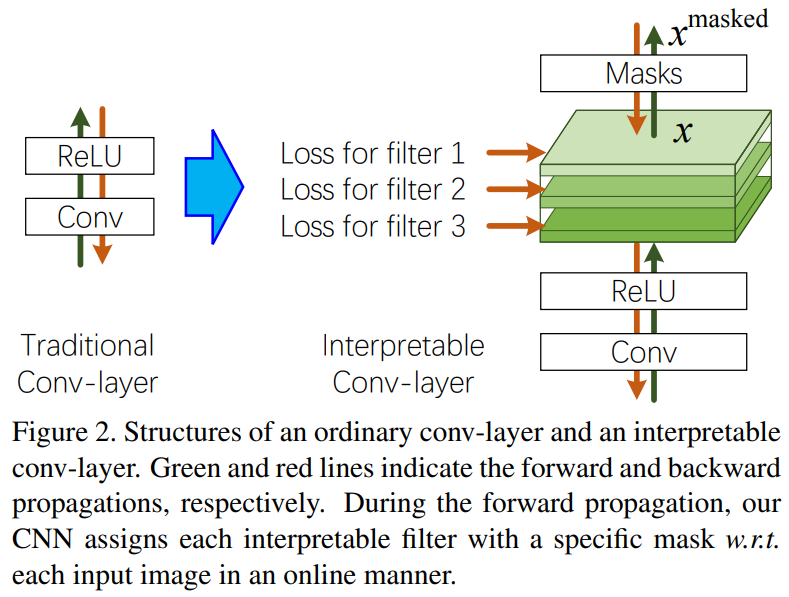 x^masked
Masks
x
ReLU
Conv
Loss for filter 1
Loss for filter 2
Loss for filter 3
ReLU
Conv
Traditional
Conv-layer
Interpretable
Conv-layer
Figure 2. Structures of an ordinary conv-layer and an interpretable
conv-layer. Green and red lines indicate the forward and backward
propagations, respectively. During the forward propagation, our
CNN assigns each interpretable filter with a specific mask w.r.t.
each input image in an online manner.